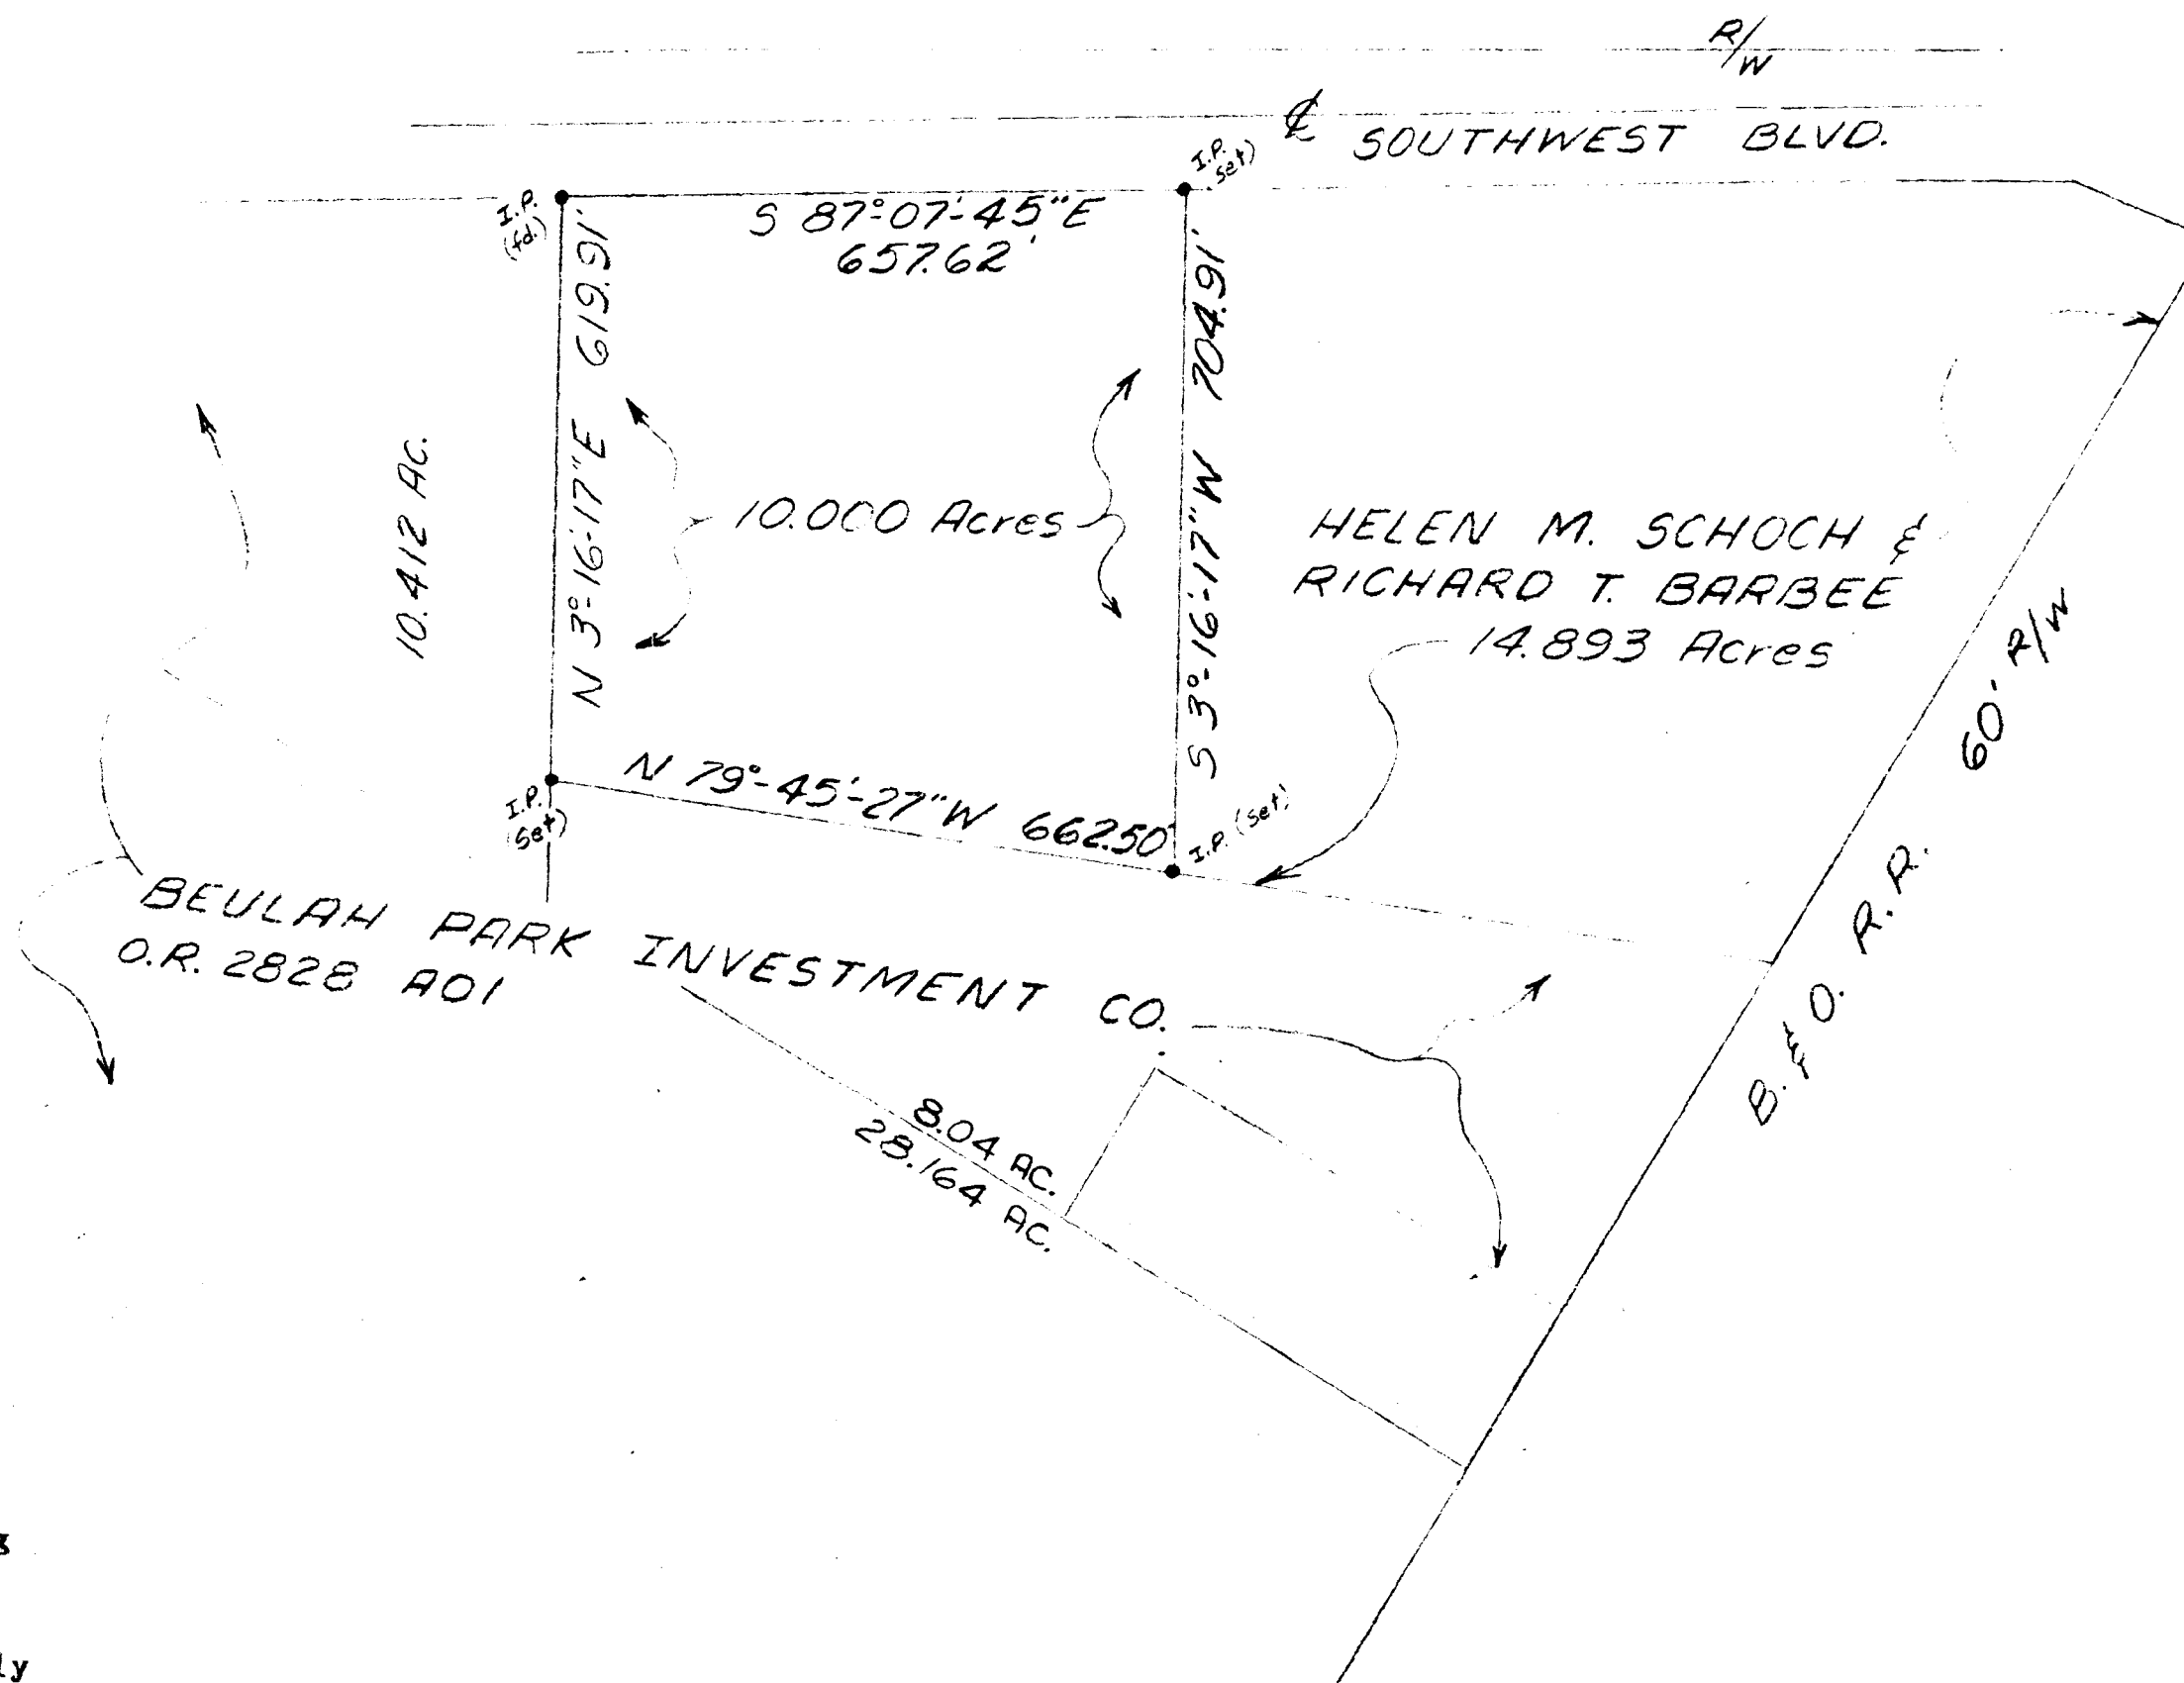 R/W
℄ SOUTHWEST BLVD.
I.P.
(fd.)
I.P.
set)
S 87°-07'-45"E
657.62'
N 3°-16'-17"E 619.91'
S 3°-16'-17"W 704.91'
10.412 AC.
10.000 Acres
HELEN M. SCHOCH &
RICHARD T. BARBEE
14.893 Acres
60' R/W
B. & O. R.R.
N 79°-45'-27"W 662.50'
I.P.
(set)
I.P. (set)
BEULAH PARK INVESTMENT CO.
O.R. 2828 A01
8.04 AC.
28.164 AC.
ly